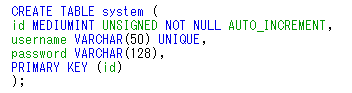 CREATE TABLE system (
id MEDIUMINT UNSIGNED NOT NULL AUTO_INCREMENT,
username VARCHAR(50) UNIQUE,
password VARCHAR(128),
PRIMARY KEY (id)
);